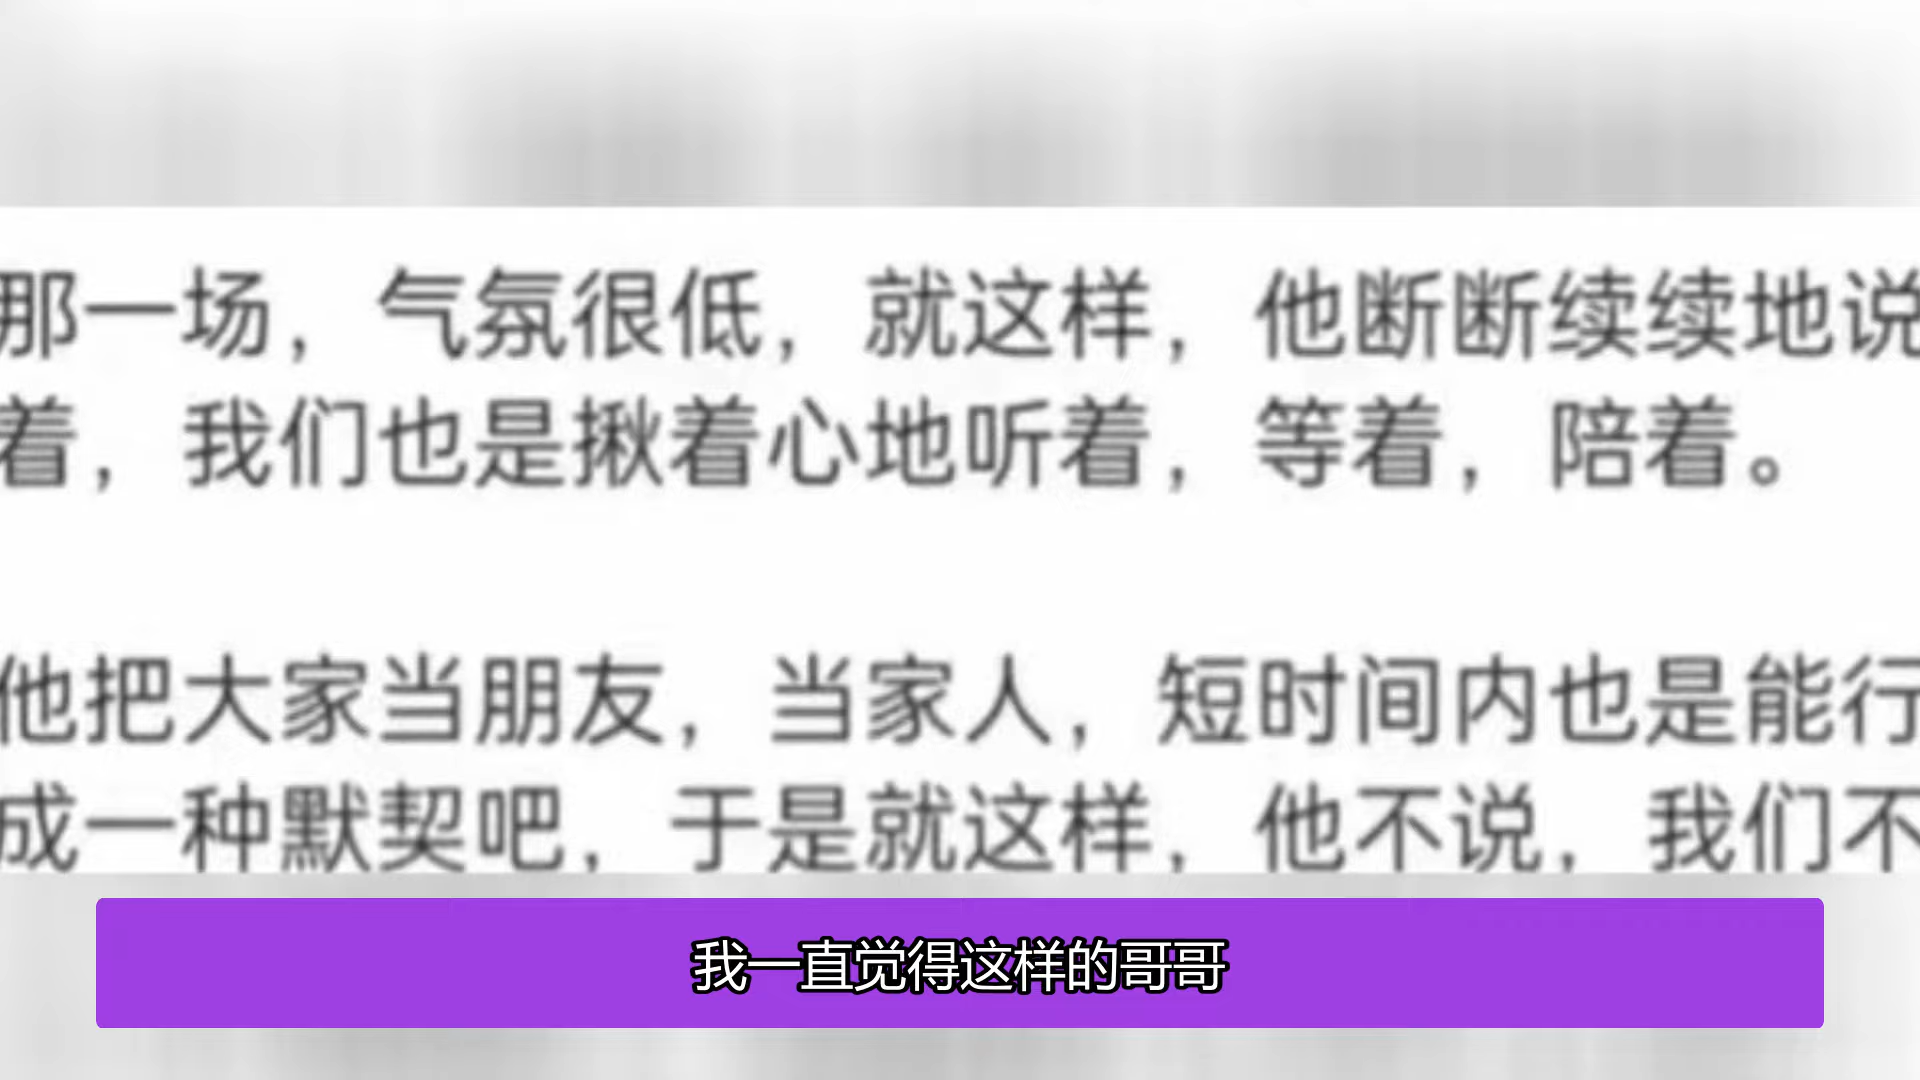 那一场，气氛很低，就这样，他断断续续地说
着，我们也是揪着心地听着，等着，陪着。
他把大家当朋友，当家人，短时间内也是能行
成一种默契吧，于是就这样，他不说，我们不
我一直觉得这样的哥哥